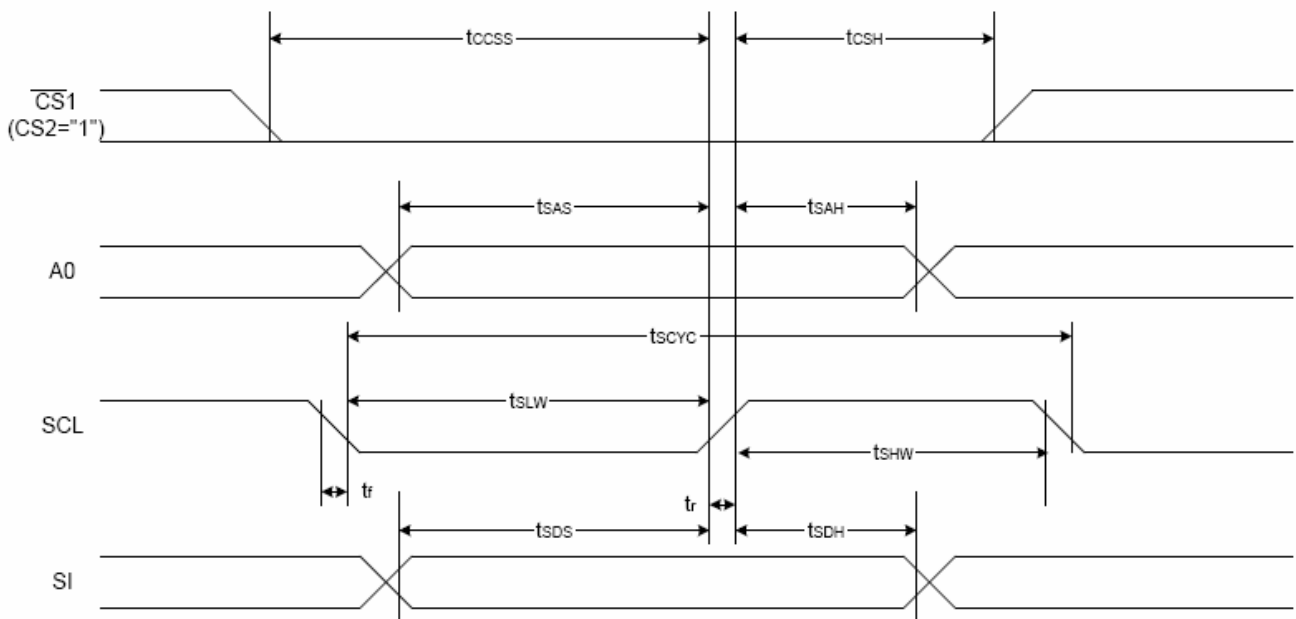 tCCSS
tCSH
CS1
(CS2="1")
tSAS
tSAH
A0
tSCYC
tSLW
SCL
tSHW
tf
tr
tSDS
tSDH
SI